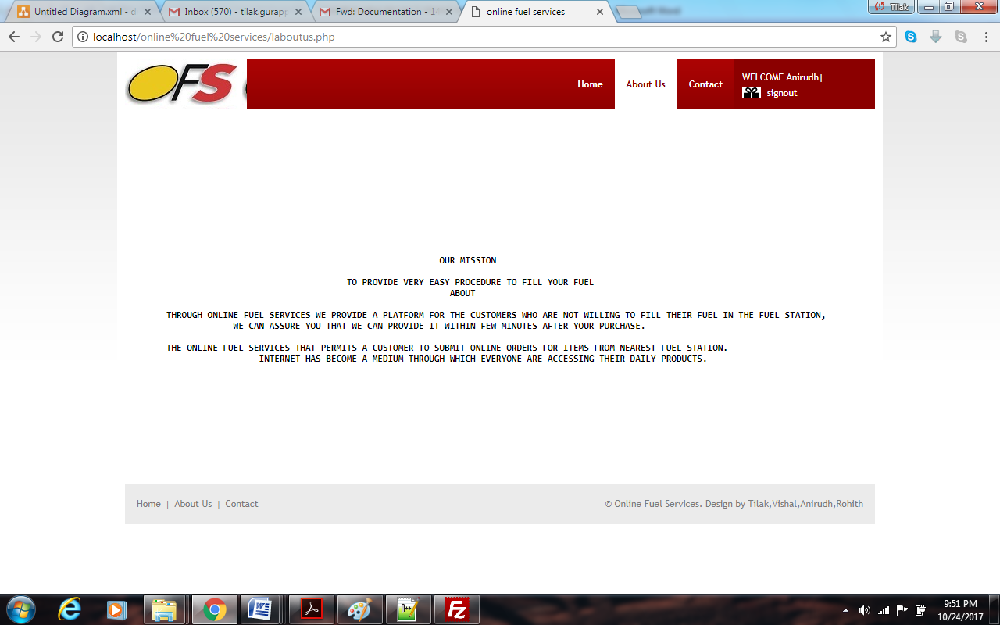 Untitled Diagram.xml - d
Inbox (570) - tilak.gurapp
Fwd: Documentation - 14
online fuel services
Tilak
localhost/online%20fuel%20services/laboutus.php
OFS
Home
About Us
Contact
WELCOME Anirudh|
signout
OUR MISSION
TO PROVIDE VERY EASY PROCEDURE TO FILL YOUR FUEL
ABOUT
THROUGH ONLINE FUEL SERVICES WE PROVIDE A PLATFORM FOR THE CUSTOMERS WHO ARE NOT WILLING TO FILL THEIR FUEL IN THE FUEL STATION,
WE CAN ASSURE YOU THAT WE CAN PROVIDE IT WITHIN FEW MINUTES AFTER YOUR PURCHASE.
THE ONLINE FUEL SERVICES THAT PERMITS A CUSTOMER TO SUBMIT ONLINE ORDERS FOR ITEMS FROM NEAREST FUEL STATION.
INTERNET HAS BECOME A MEDIUM THROUGH WHICH EVERYONE ARE ACCESSING THEIR DAILY PRODUCTS.
Home | About Us | Contact
© Online Fuel Services. Design by Tilak,Vishal,Anirudh,Rohith
9:51 PM
10/24/2017